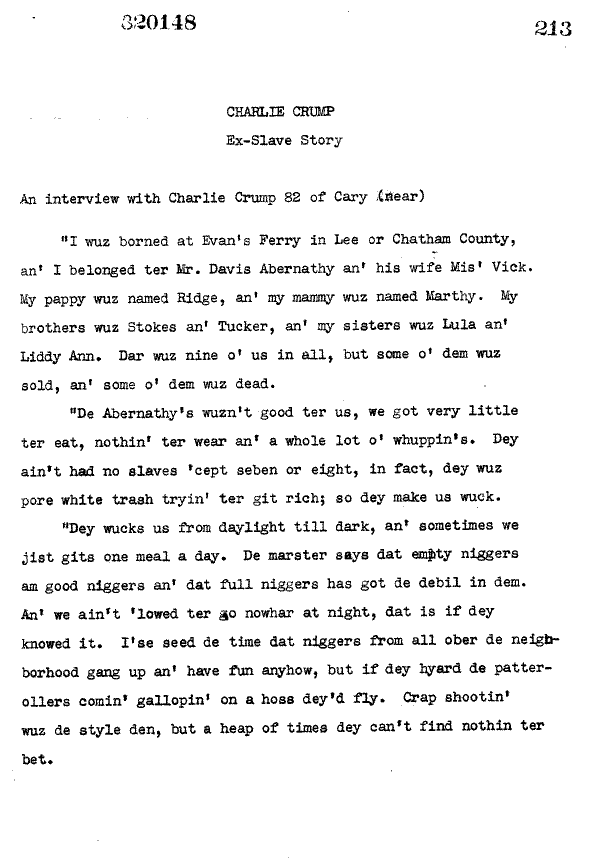 320148
213
CHARLIE CRUMP
Ex-Slave Story
An interview with Charlie Crump 82 of Cary (near)
"I wuz borned at Evan's Ferry in Lee or Chatham County,
an' I belonged ter Mr. Davis Abernathy an' his wife Mis' Vick.
My pappy wuz named Ridge, an' my mammy wuz named Marthy.  My
brothers wuz Stokes an' Tucker, an' my sisters wuz Lula an'
Liddy Ann.  Dar wuz nine o' us in all, but some o' dem wuz
sold, an' some o' dem wuz dead.
"De Abernathy's wuzn't good ter us, we got very little
ter eat, nothin' ter wear an' a whole lot o' whuppin's.  Dey
ain't had no slaves 'cept seben or eight, in fact, dey wuz
pore white trash tryin' ter git rich; so dey make us wuck.
"Dey wucks us from daylight till dark, an' sometimes we
jist gits one meal a day.  De marster says dat empty niggers
am good niggers an' dat full niggers has got de debil in dem.
An' we ain't 'lowed ter go nowhar at night, dat is if dey
knowed it.  I'se seed de time dat niggers from all ober de neigh-
borhood gang up an' have fun anyhow, but if dey hyard de patter-
ollers comin' gallopin' on a hoss dey'd fly.  Crap shootin'
wuz de style den, but a heap of times dey can't find nothin ter
bet.